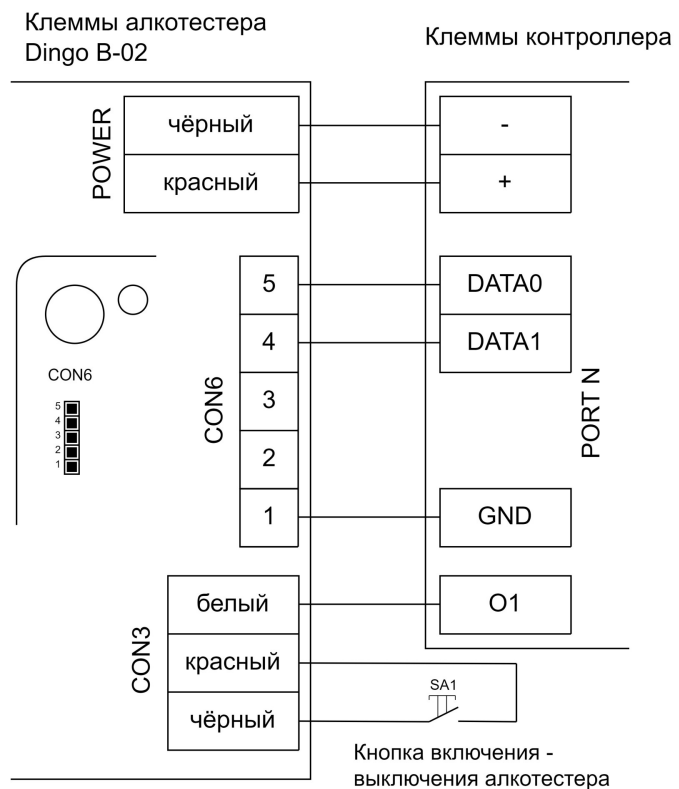 Клеммы алкотестера
Dingo B-02
Клеммы контроллера
POWER
чёрный
-
красный
+
5
DATA0
4
DATA1
3
2
1
GND
CON6
PORT N
CON6
5
4
3
2
1
CON3
белый
O1
красный
чёрный
SA1
Кнопка включения -
выключения алкотестера